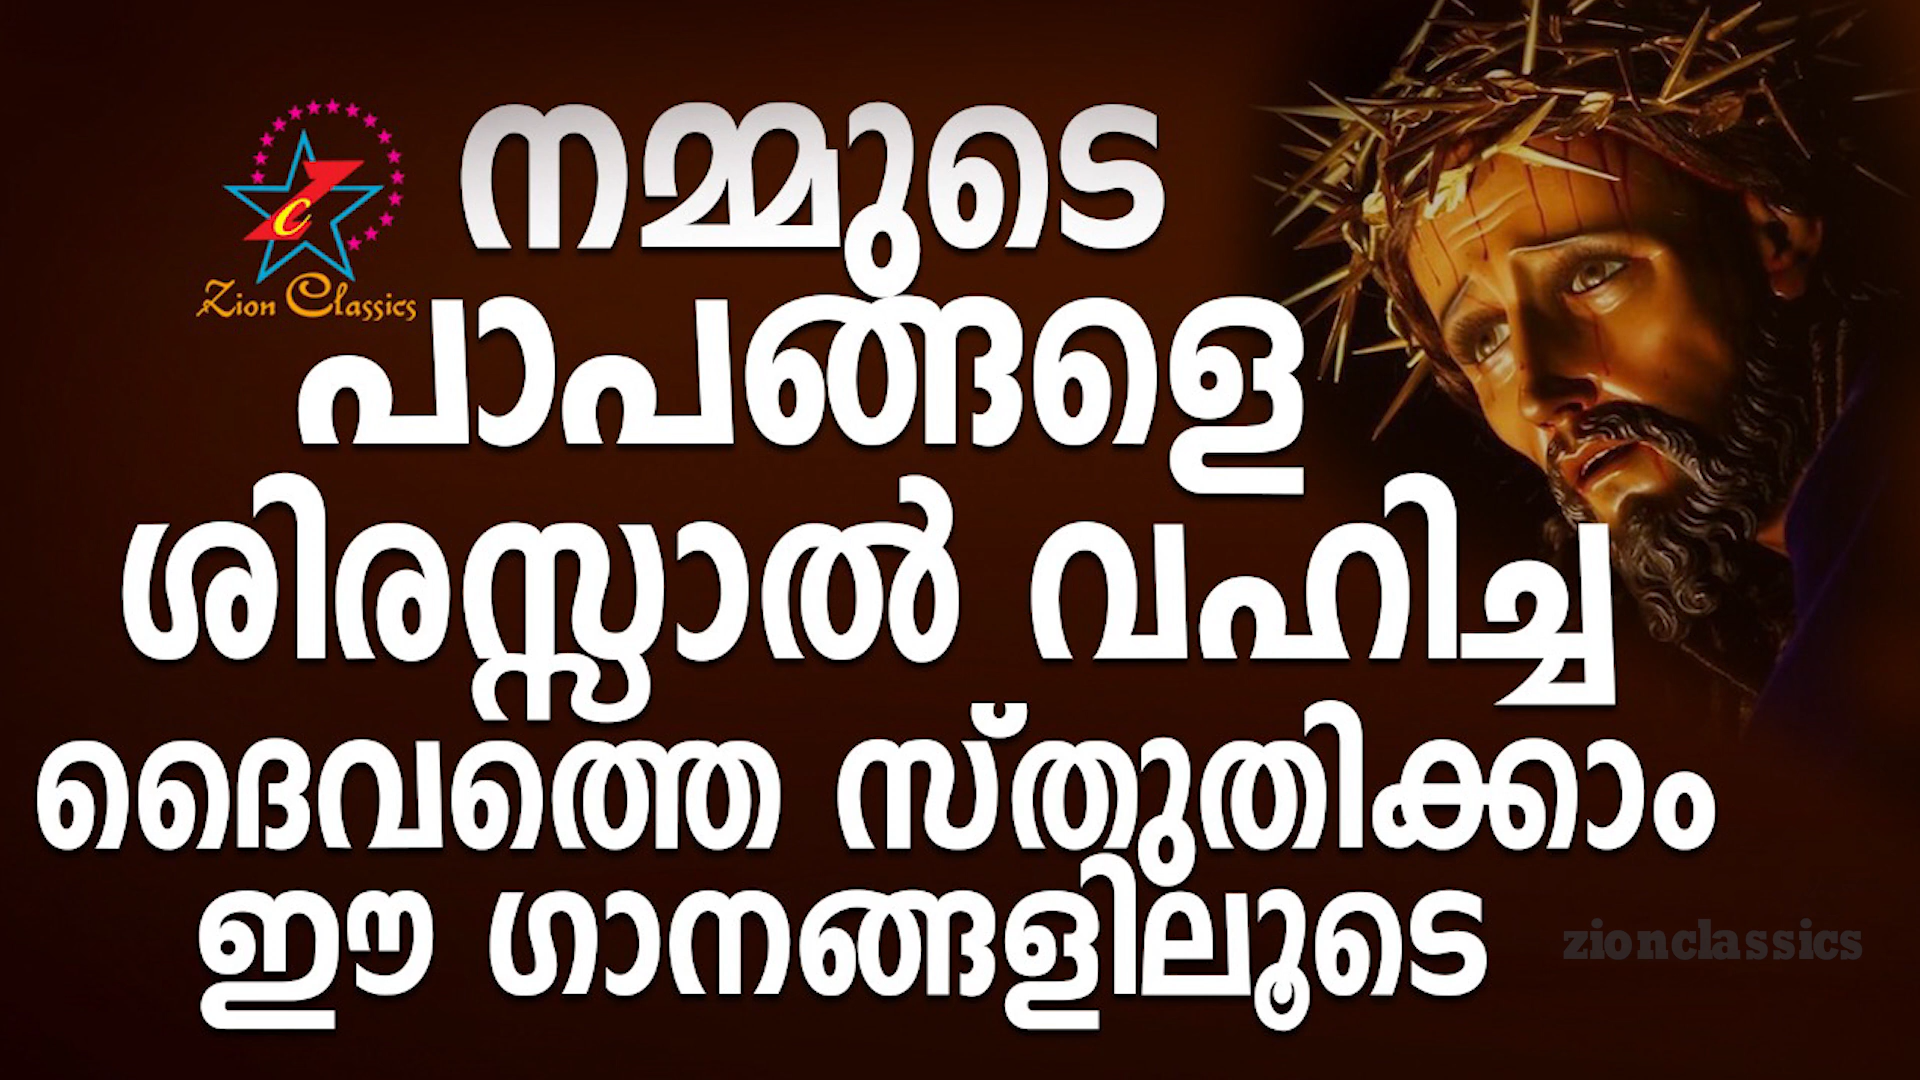 നമ്മുടെ
Zion Classics
പാപങ്ങളെ
ശിരസ്സാൽ വഹിച്ച
ദൈവത്തെ സ്തുതിക്കാം
ഈ ഗാനങ്ങളിലൂടെ
zionclassics